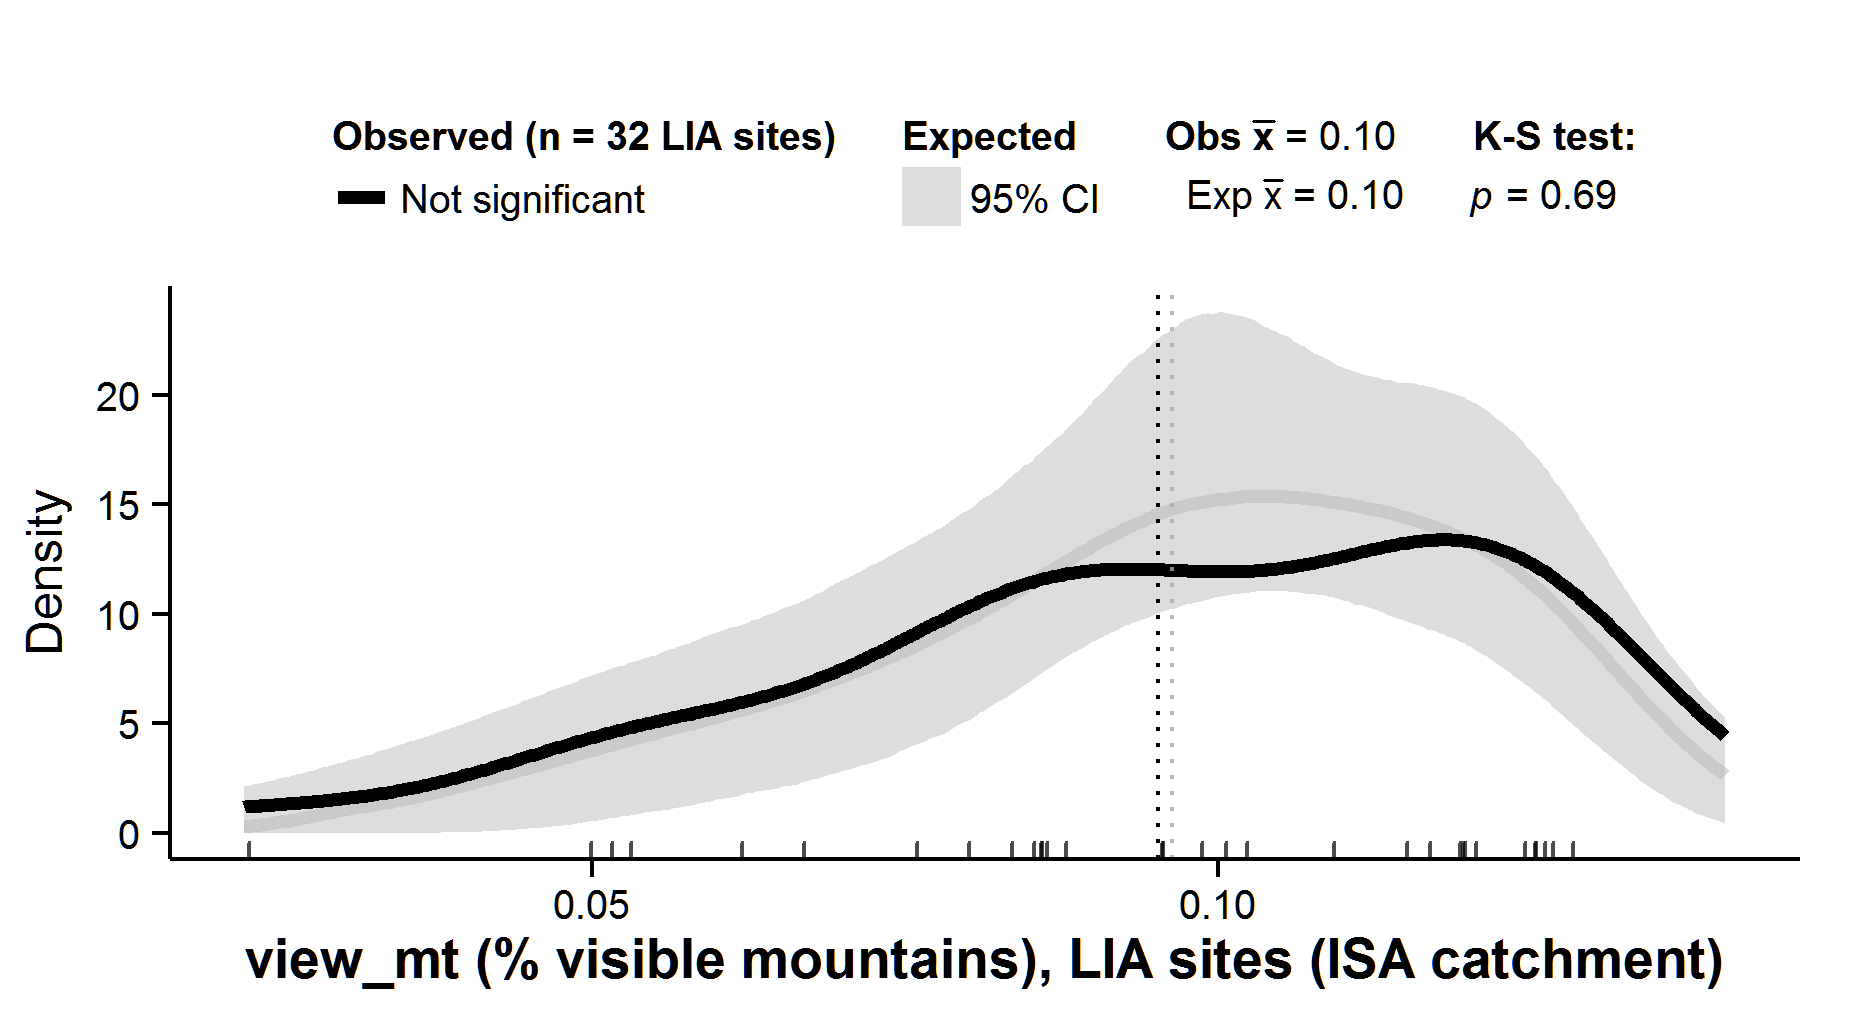 Observed (n = 32 LIA sites) Expected Obs x̅ = 0.10 K-S test:
Not significant 95% CI Exp x̅ = 0.10 p = 0.69
Density
20
15
10
5
0
0.05 0.10
view_mt (% visible mountains), LIA sites (ISA catchment)